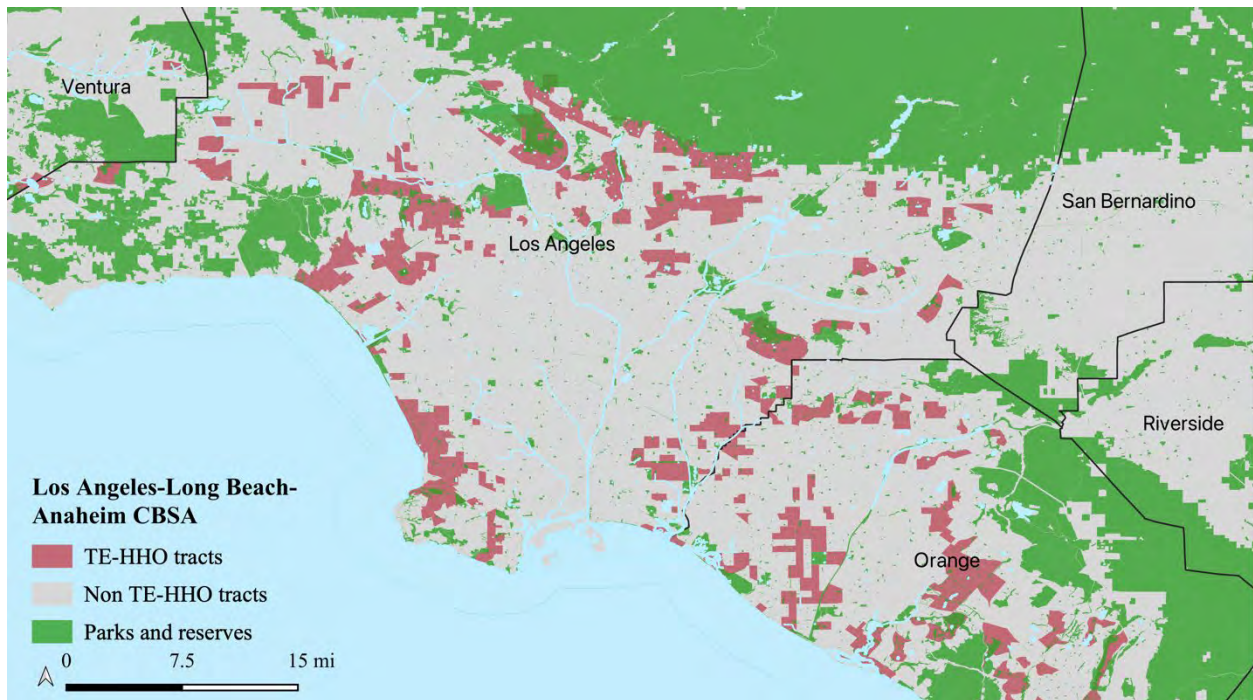 Ventura
San Bernardino
Los Angeles
Riverside
Orange
Los Angeles-Long Beach-
Anaheim CBSA
TE-HHO tracts
Non TE-HHO tracts
Parks and reserves
0 7.5 15 mi